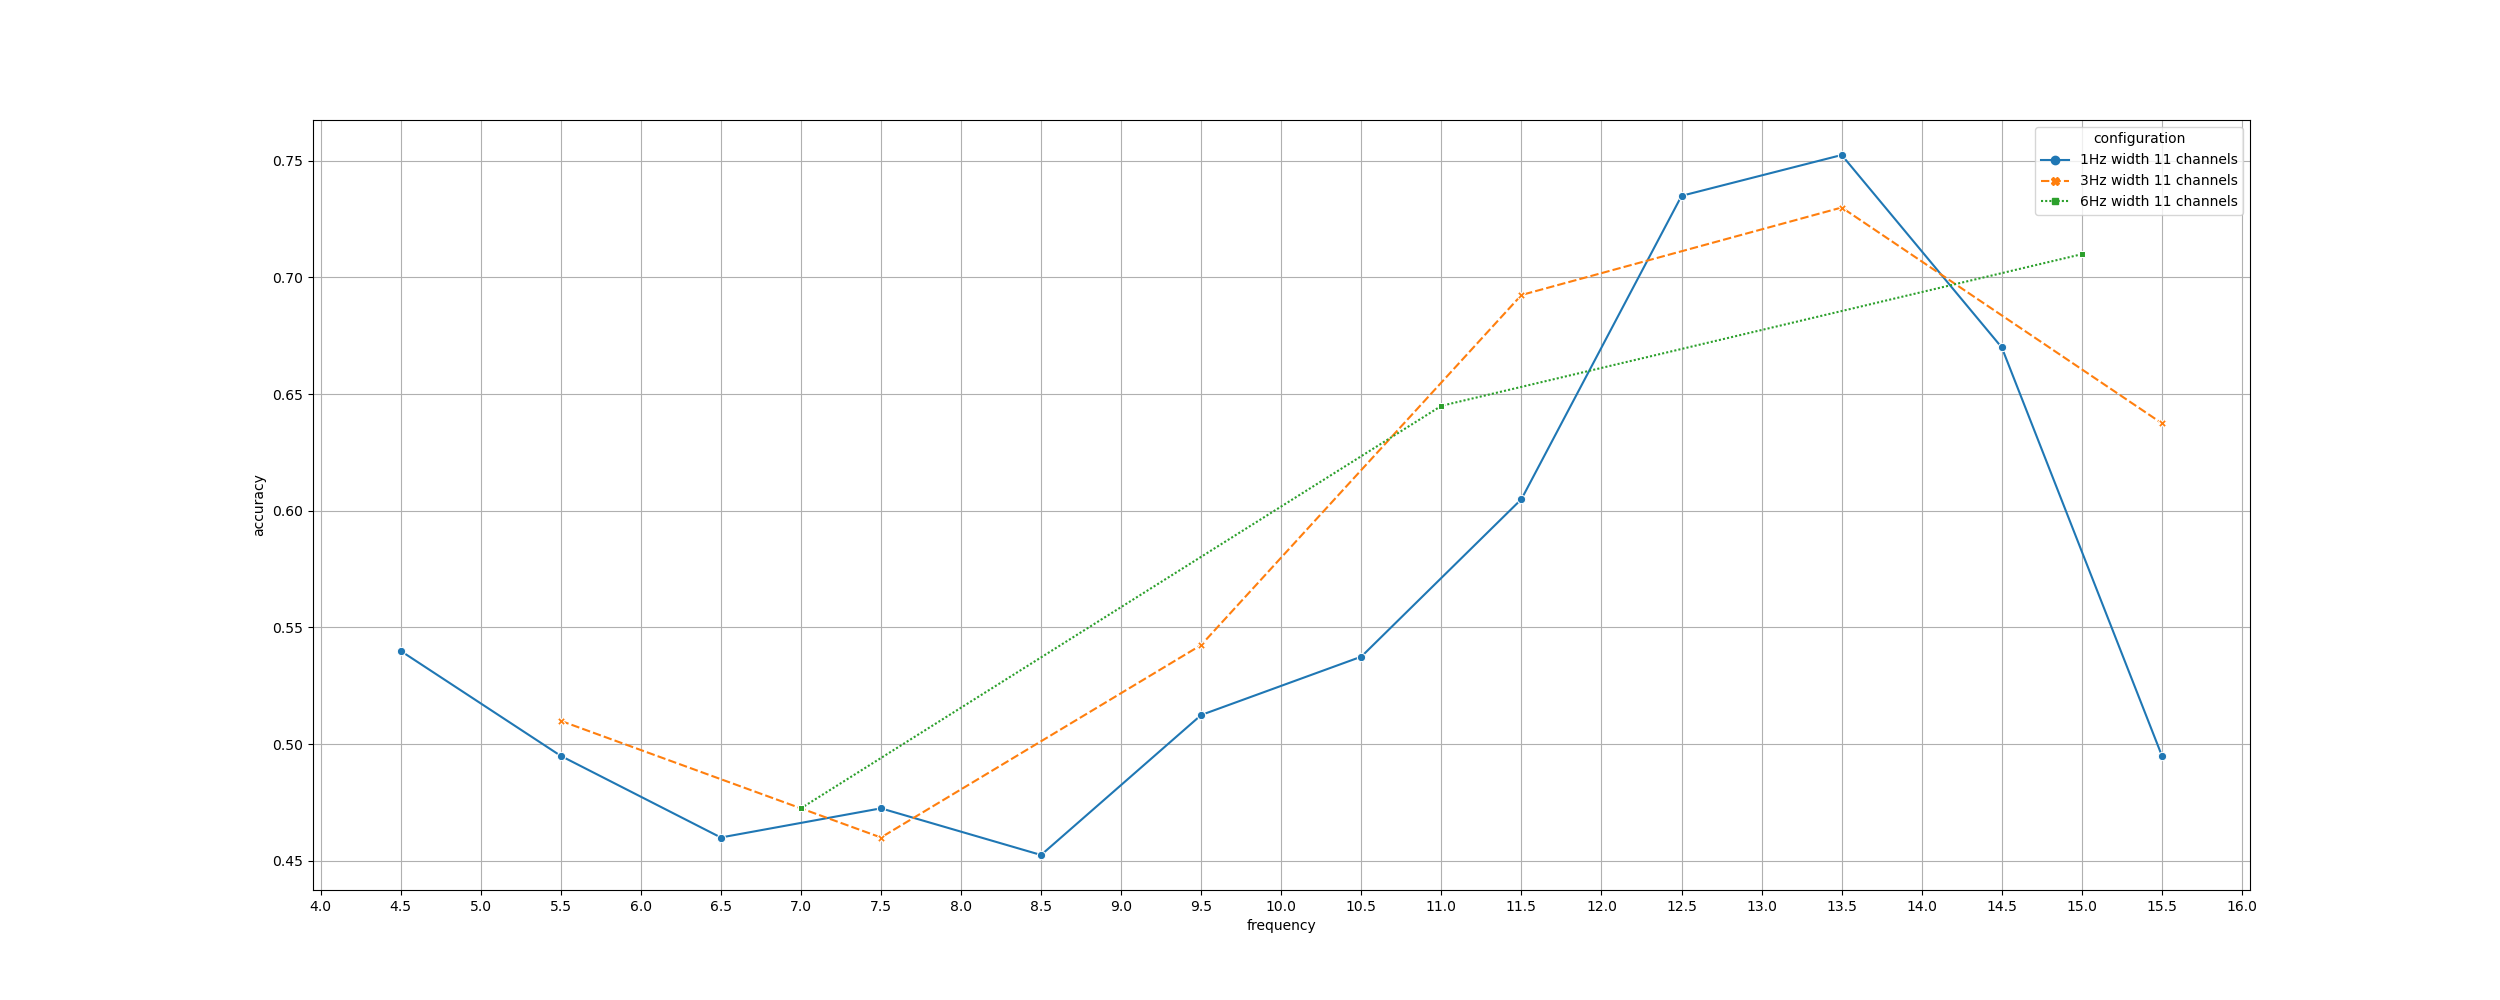 configuration
1Hz width 11 channels
3Hz width 11 channels
6Hz width 11 channels
0.75
0.70
0.65
0.60
0.55
0.50
0.45
accuracy
4.0 4.5 5.0 5.5 6.0 6.5 7.0 7.5 8.0 8.5 9.0 9.5 10.0 10.5 11.0 11.5 12.0 12.5 13.0 13.5 14.0 14.5 15.0 15.5 16.0
frequency